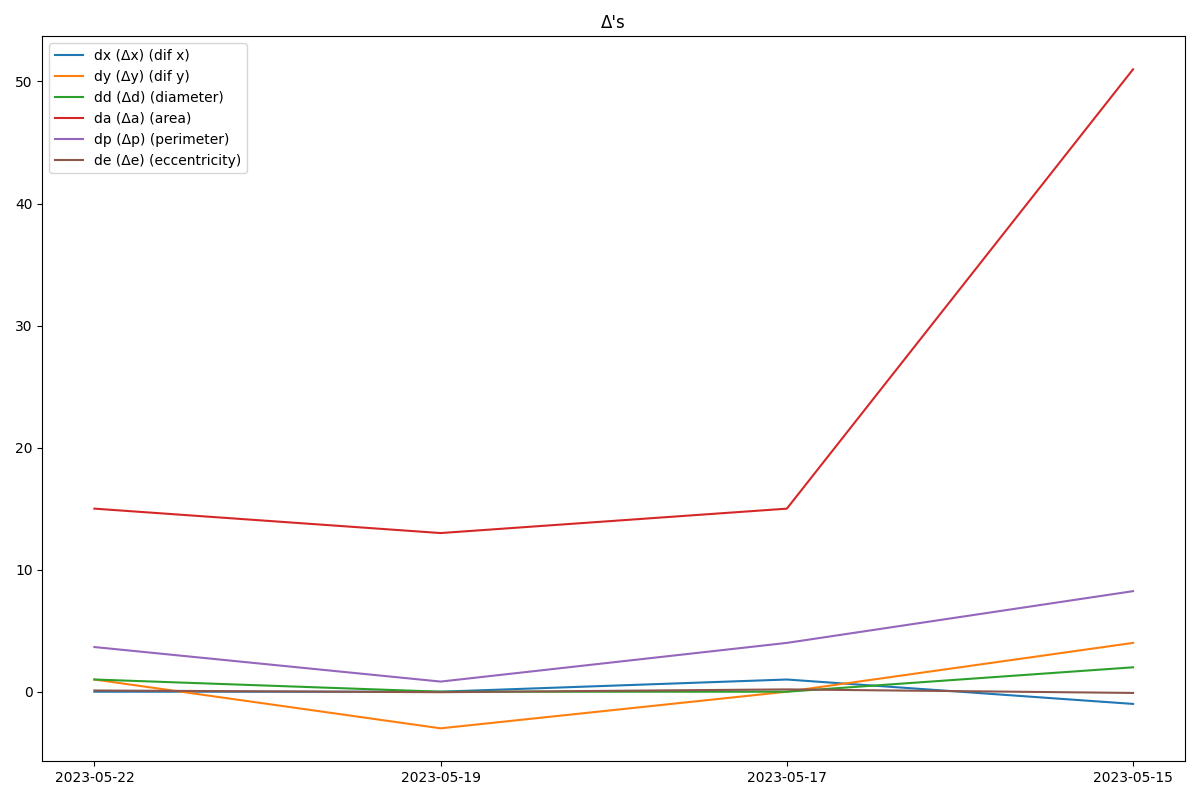 Δ's
dx (Δx) (dif x)
dy (Δy) (dif y)
dd (Δd) (diameter)
da (Δa) (area)
dp (Δp) (perimeter)
de (Δe) (eccentricity)
50
40
30
20
10
0
2023-05-22 2023-05-19 2023-05-17 2023-05-15